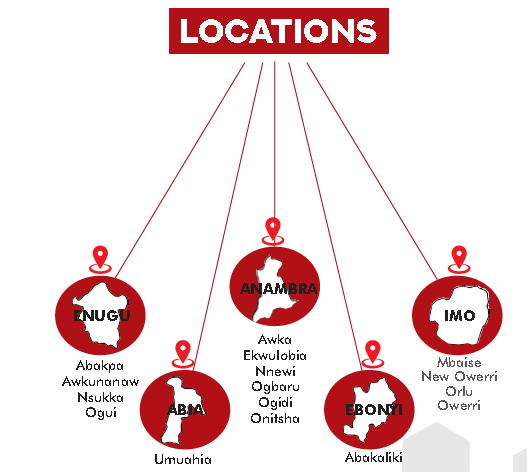 LOCATIONS
ENUGU
Abakpa
Awkunanaw
Nsukka
Ogui
ABIA
Umuahia
ANAMBRA
Awka
Ekwulobia
Nnewi
Ogbaru
Ogidi
Onitsha
EBONYI
Abakaliki
IMO
Mbaise
New Owerri
Orlu
Owerri